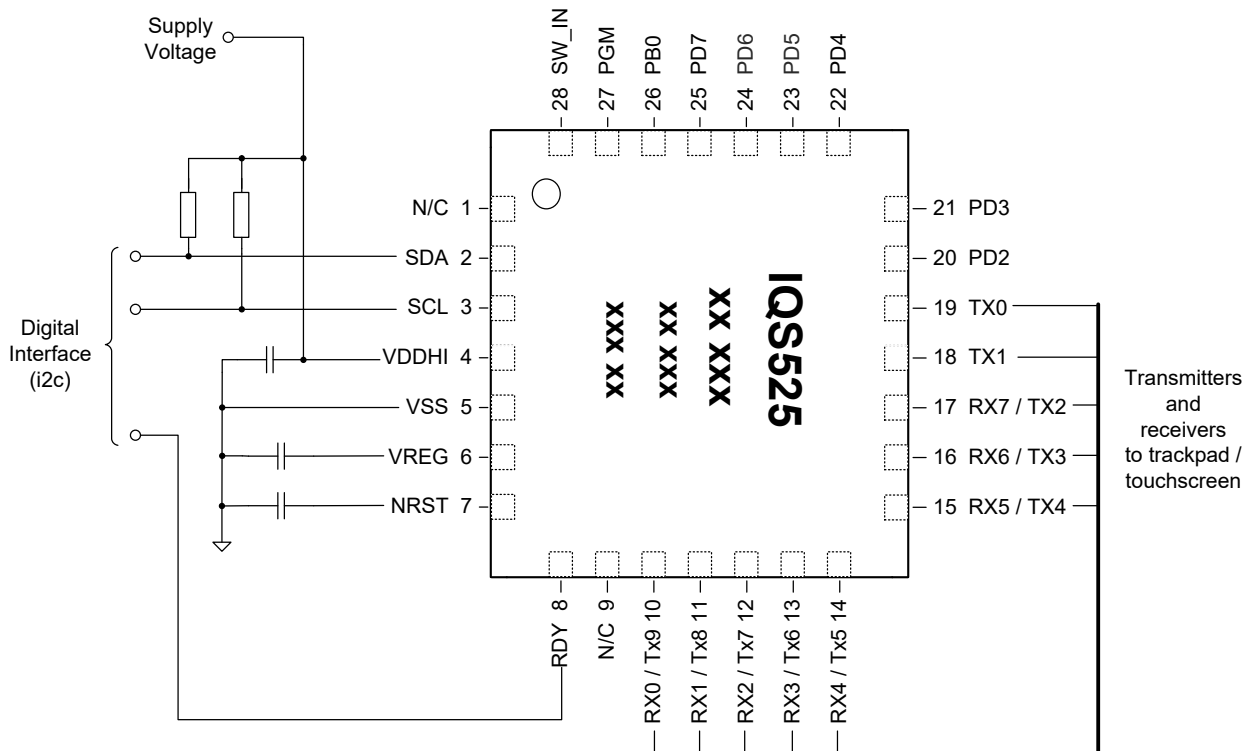 Supply
Voltage
28 SW_IN
27 PGM
26 PB0
25 PD7
24 PD6
23 PD5
22 PD4
N/C 1
SDA 2
SCL 3
VDDHI 4
VSS 5
VREG 6
NRST 7
Digital
Interface
(i2c)
IQS525
xx xxx
xxx xx
xx xxx
21 PD3
20 PD2
19 TX0
18 TX1
17 RX7 / TX2
16 RX6 / TX3
15 RX5 / TX4
Transmitters
and
receivers
to trackpad /
touchscreen
RDY 8
N/C 9
RX0 / Tx9 10
RX1 / Tx8 11
RX2 / Tx7 12
RX3 / Tx6 13
RX4 / Tx5 14